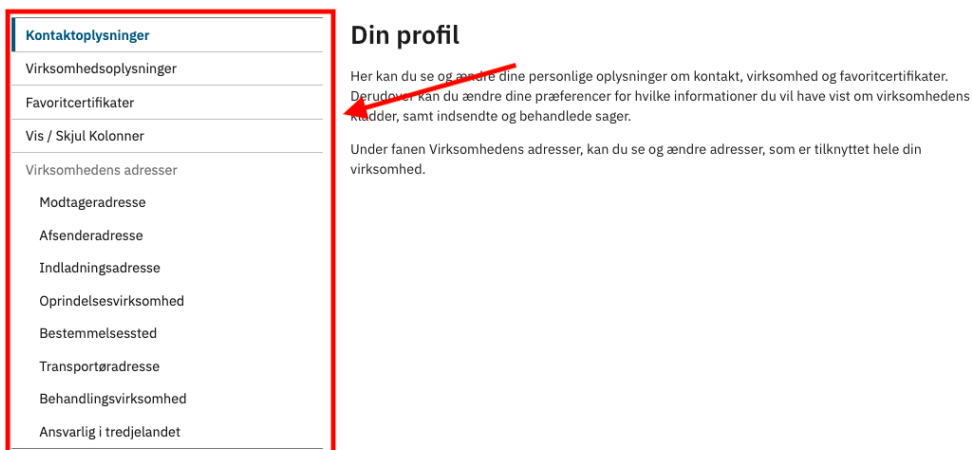 Kontaktoplysninger
Virksomhedsoplysninger
Favoritcertifikater
Vis / Skjul Kolonner
Virksomhedens adresser
Modtageradresse
Afsenderadresse
Indladningsadresse
Oprindelsesvirksomhed
Bestemmelsessted
Transportøradresse
Behandlingsvirksomhed
Ansvarlig i tredjelandet
Din profil
Her kan du se og ændre dine personlige oplysninger om kontakt, virksomhed og favoritcertifikater.
Derudover kan du ændre dine præferencer for hvilke informationer du vil have vist om virksomhedens
kladder, samt indsendte og behandlede sager.
Under fanen Virksomhedens adresser, kan du se og ændre adresser, som er tilknyttet hele din
virksomhed.